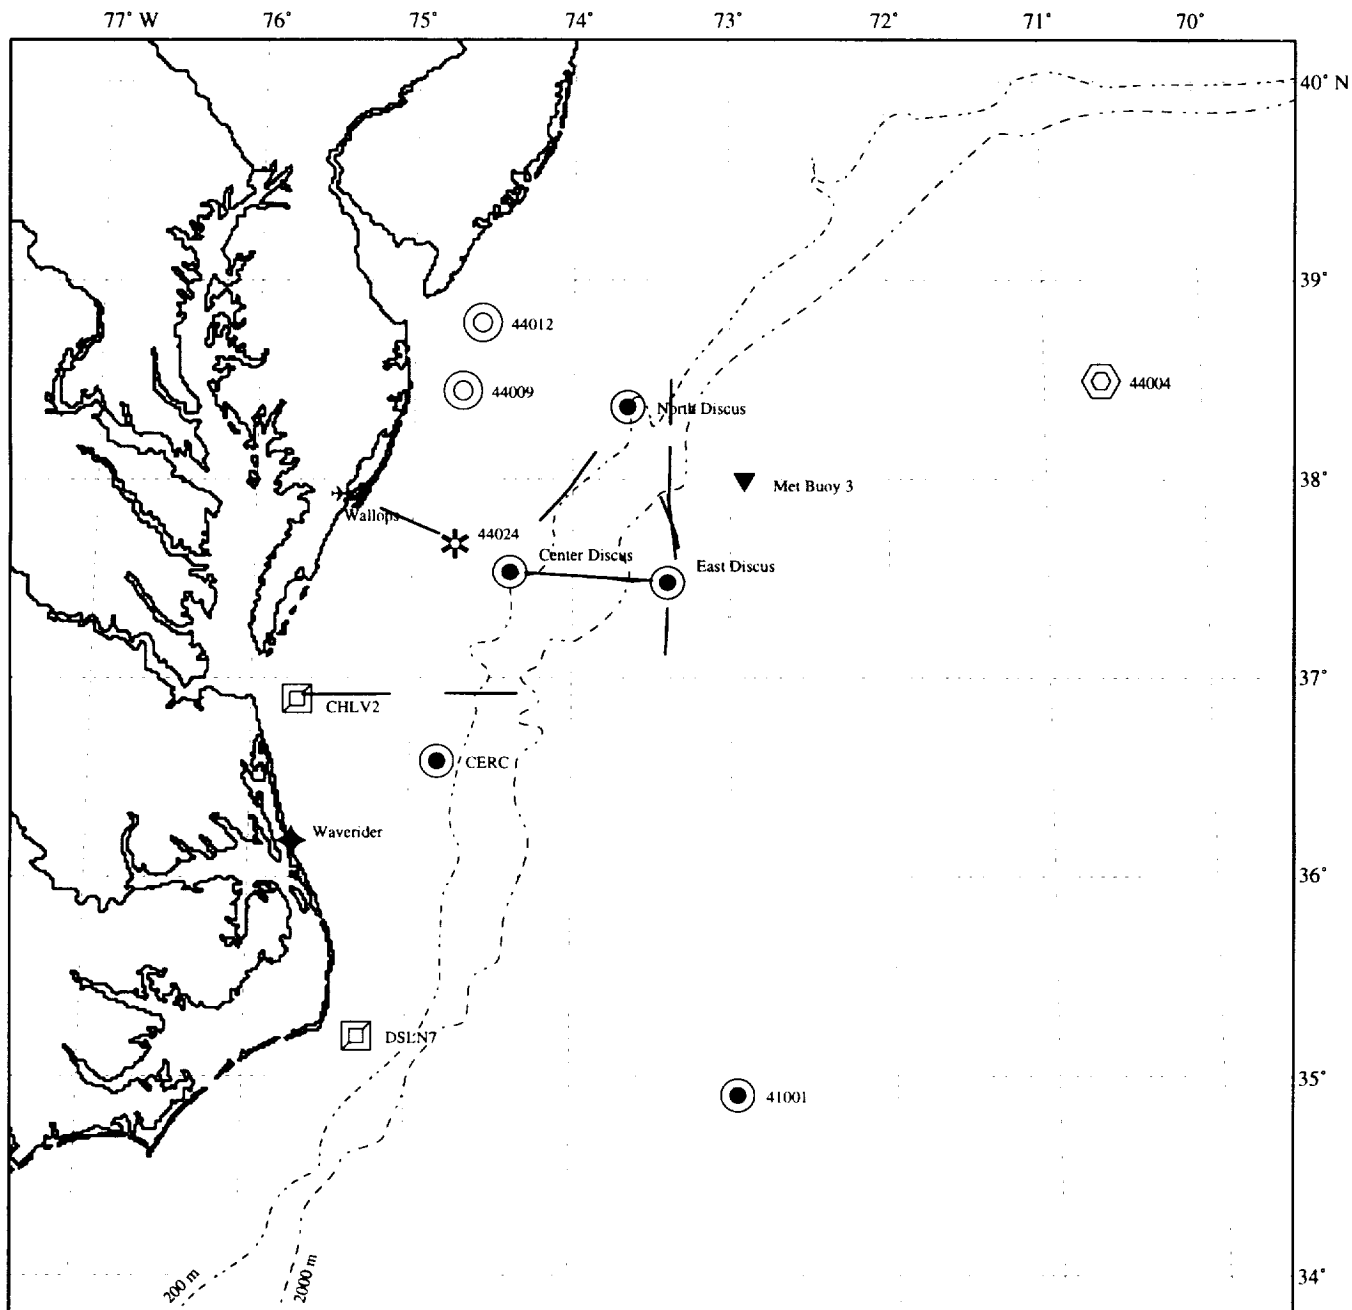 77° W 76° 75° 74° 73° 72° 71° 70°
40° N
39°
44012
44004
44009
North Discus
38°
Met Buoy 3
Wallops
44024
Center Discus
East Discus
37°
CHLV2
CERC
Waverider
36°
DSLN7
35°
41001
34°
200 m
2000 m